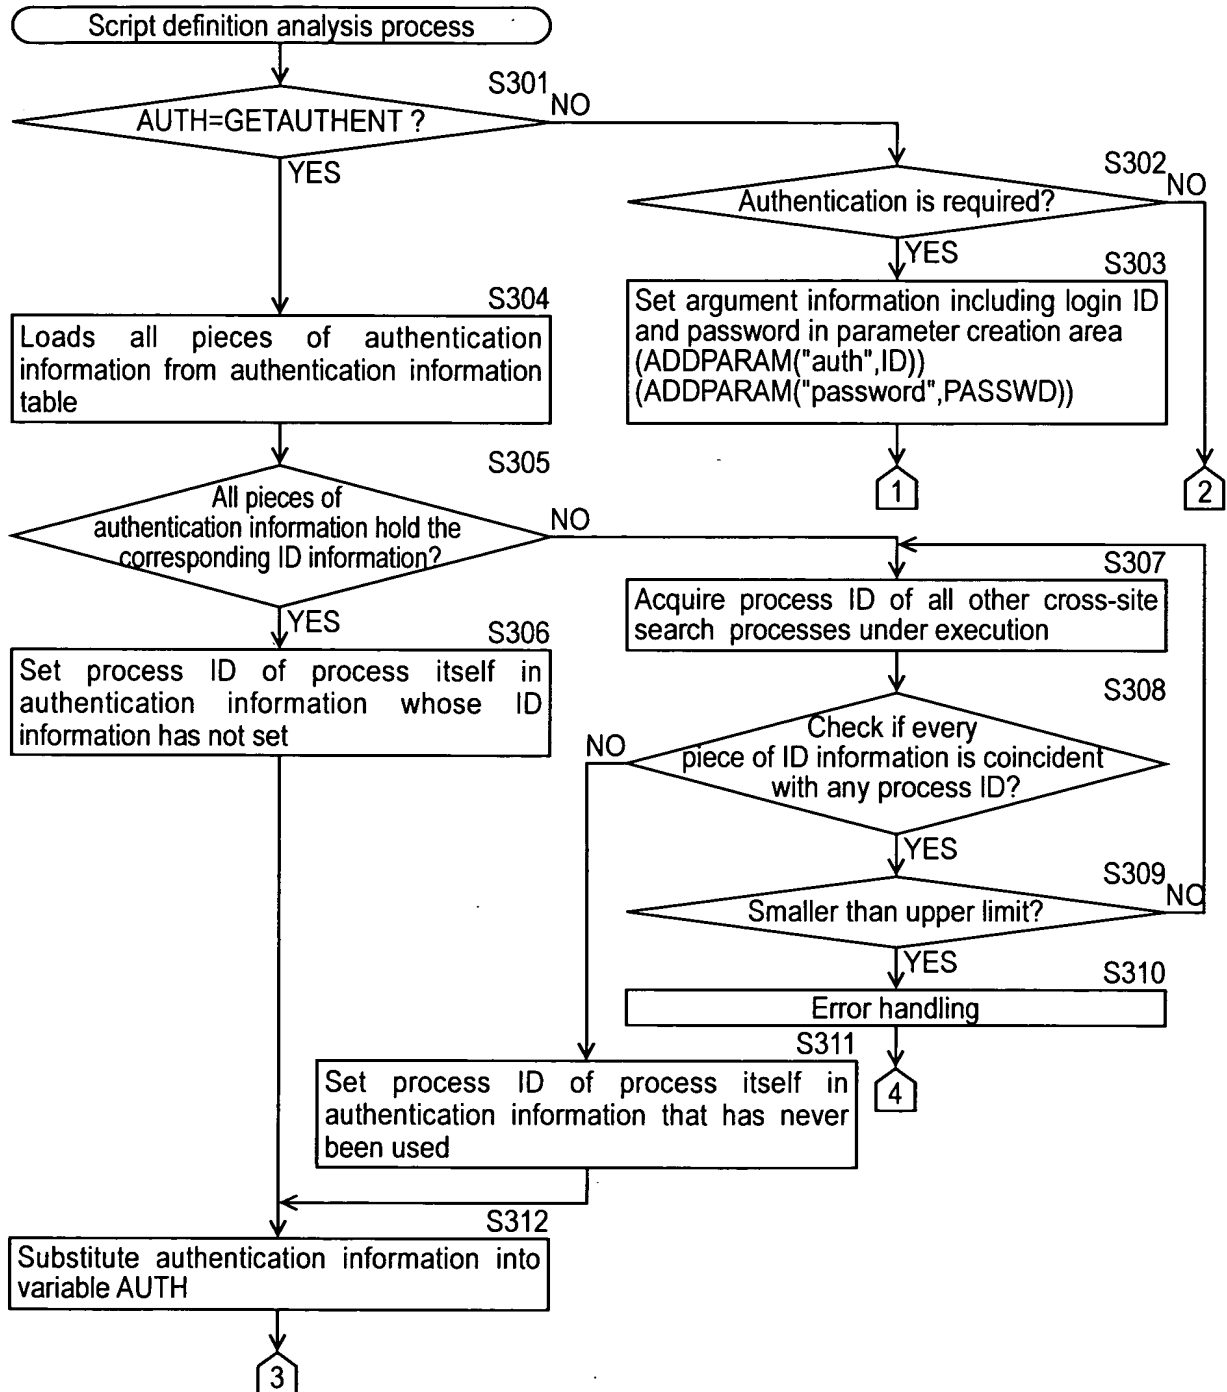 Script definition analysis process
S301
AUTH=GETAUTHENT ?
NO
YES
S302
Authentication is required?
NO
YES
S303
Set argument information including login ID
and password in parameter creation area
(ADDPARAM("auth",ID))
(ADDPARAM("password",PASSWD))
1
2
S304
Loads all pieces of authentication
information from authentication information
table
S305
All pieces of
authentication information hold the
corresponding ID information?
NO
YES
S306
Set process ID of process itself in
authentication information whose ID
information has not set
S307
Acquire process ID of all other cross-site
search processes under execution
S308
Check if every
piece of ID information is coincident
with any process ID?
NO
YES
S309
Smaller than upper limit?
NO
YES
S310
Error handling
4
S311
Set process ID of process itself in
authentication information that has never
been used
S312
Substitute authentication information into
variable AUTH
3